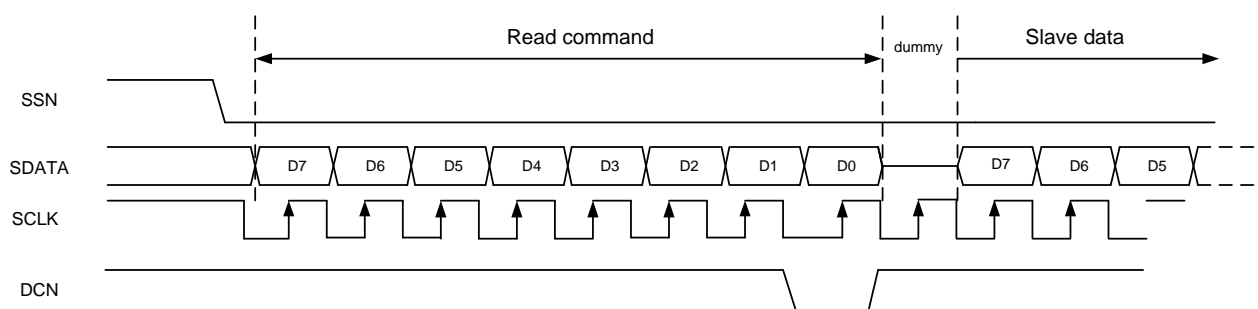 Read command
dummy
Slave data
SSN
SDATA
D7 D6 D5 D4 D3 D2 D1 D0 D7 D6 D5
SCLK
DCN